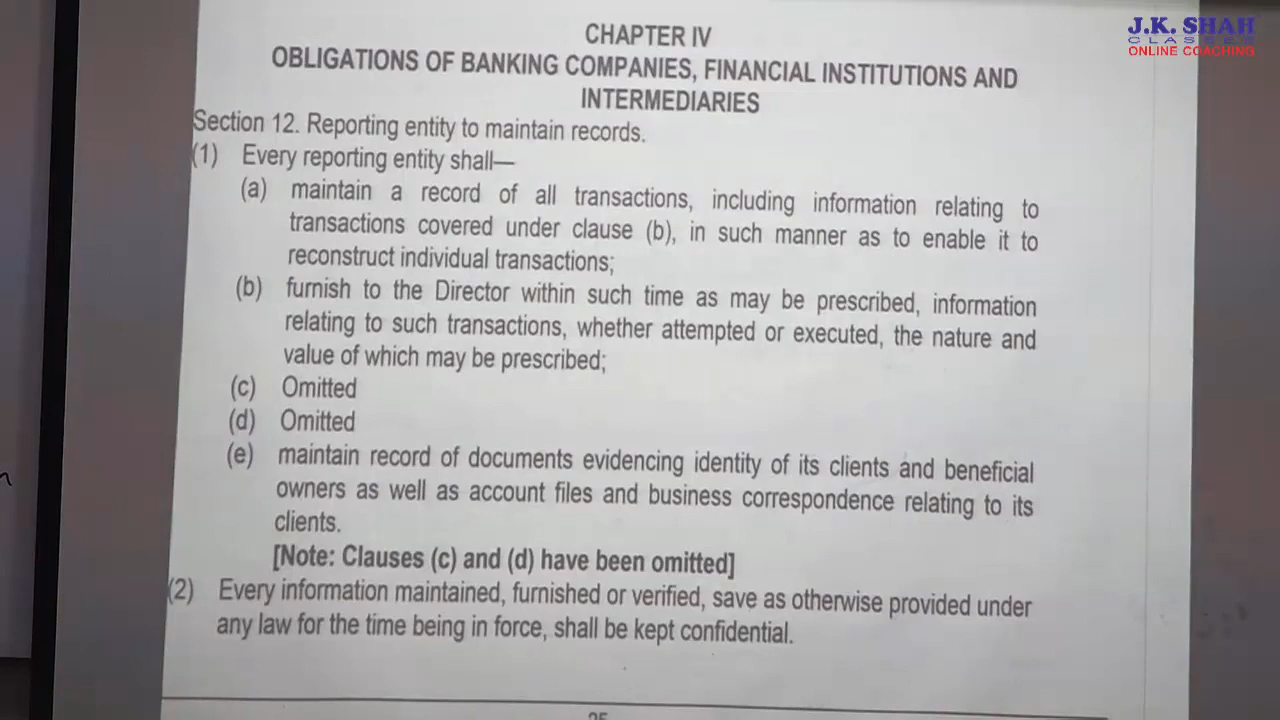 J.K. SHAH
CLASSES
ONLINE COACHING
CHAPTER IV
OBLIGATIONS OF BANKING COMPANIES, FINANCIAL INSTITUTIONS AND
INTERMEDIARIES
Section 12. Reporting entity to maintain records.
(1) Every reporting entity shall—
(a) maintain a record of all transactions, including information relating to
transactions covered under clause (b), in such manner as to enable it to
reconstruct individual transactions;
(b) furnish to the Director within such time as may be prescribed, information
relating to such transactions, whether attempted or executed, the nature and
value of which may be prescribed;
(c) Omitted
(d) Omitted
(e) maintain record of documents evidencing identity of its clients and beneficial
owners as well as account files and business correspondence relating to its
clients.
[Note: Clauses (c) and (d) have been omitted]
(2) Every information maintained, furnished or verified, save as otherwise provided under
any law for the time being in force, shall be kept confidential.